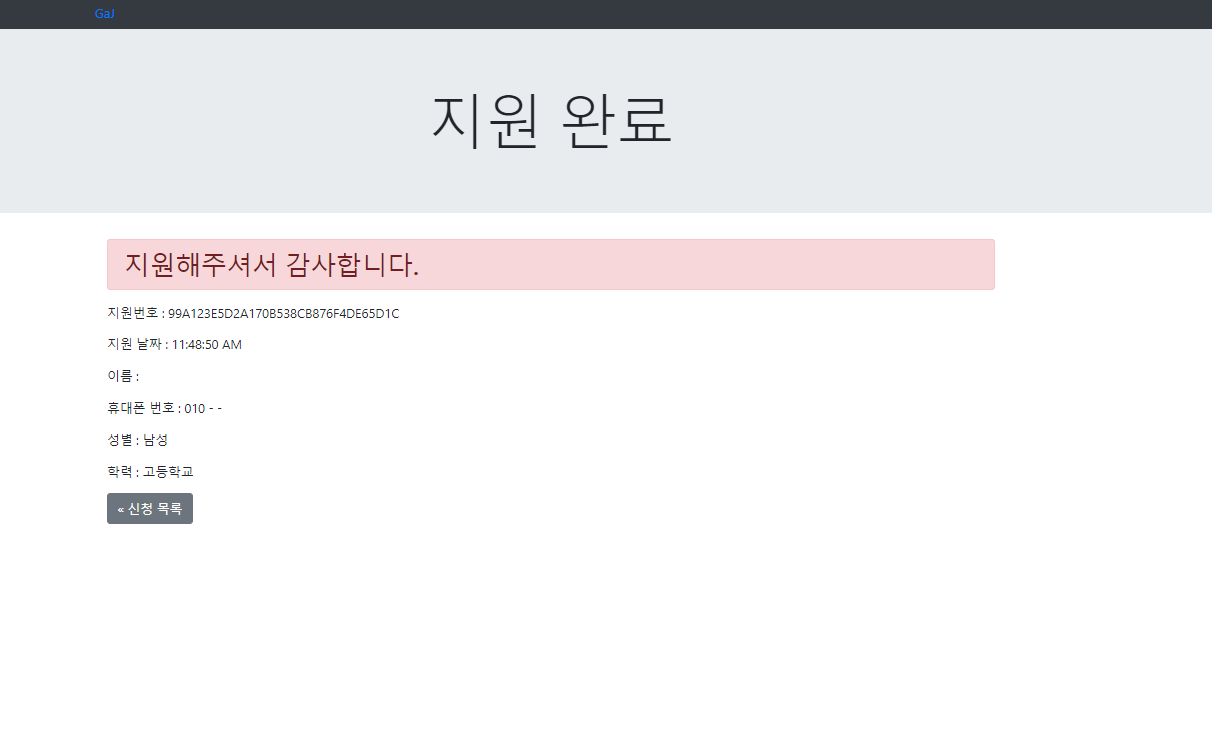 GaJ
지원 완료
지원해주셔서 감사합니다.
지원번호 : 99A123E5D2A170B538CB876F4DE65D1C
지원 날짜 : 11:48:50 AM
이름 :
휴대폰 번호 : 010 - -
성별 : 남성
학력 : 고등학교
« 신청 목록